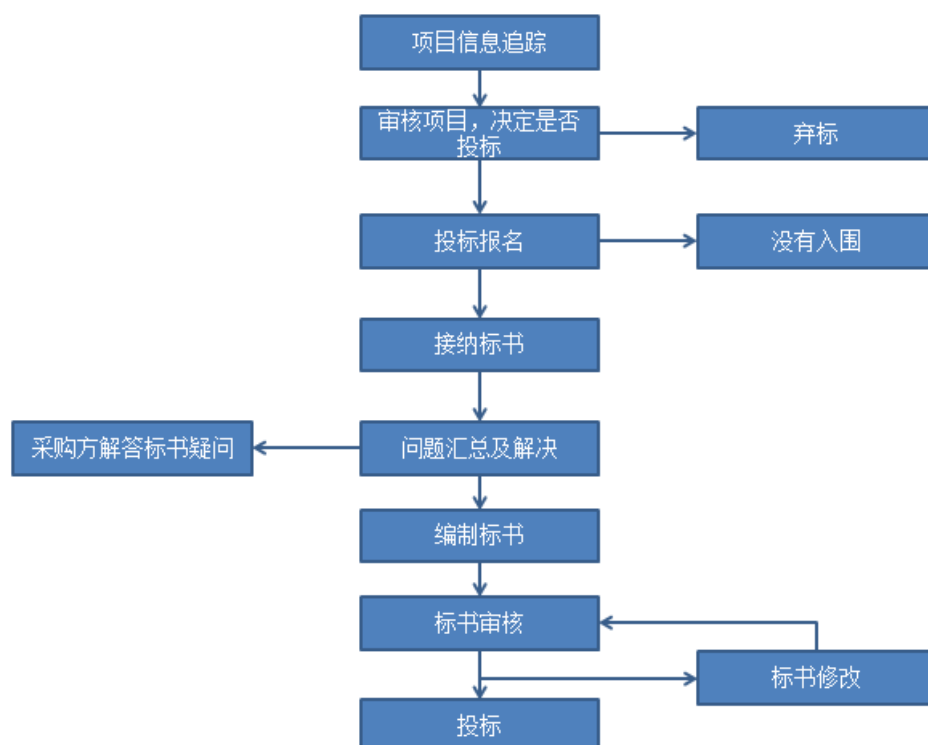 项目信息追踪
审核项目，决定是否
投标
弃标
投标报名
没有入围
接纳标书
采购方解答标书疑问
问题汇总及解决
编制标书
标书审核
标书修改
投标